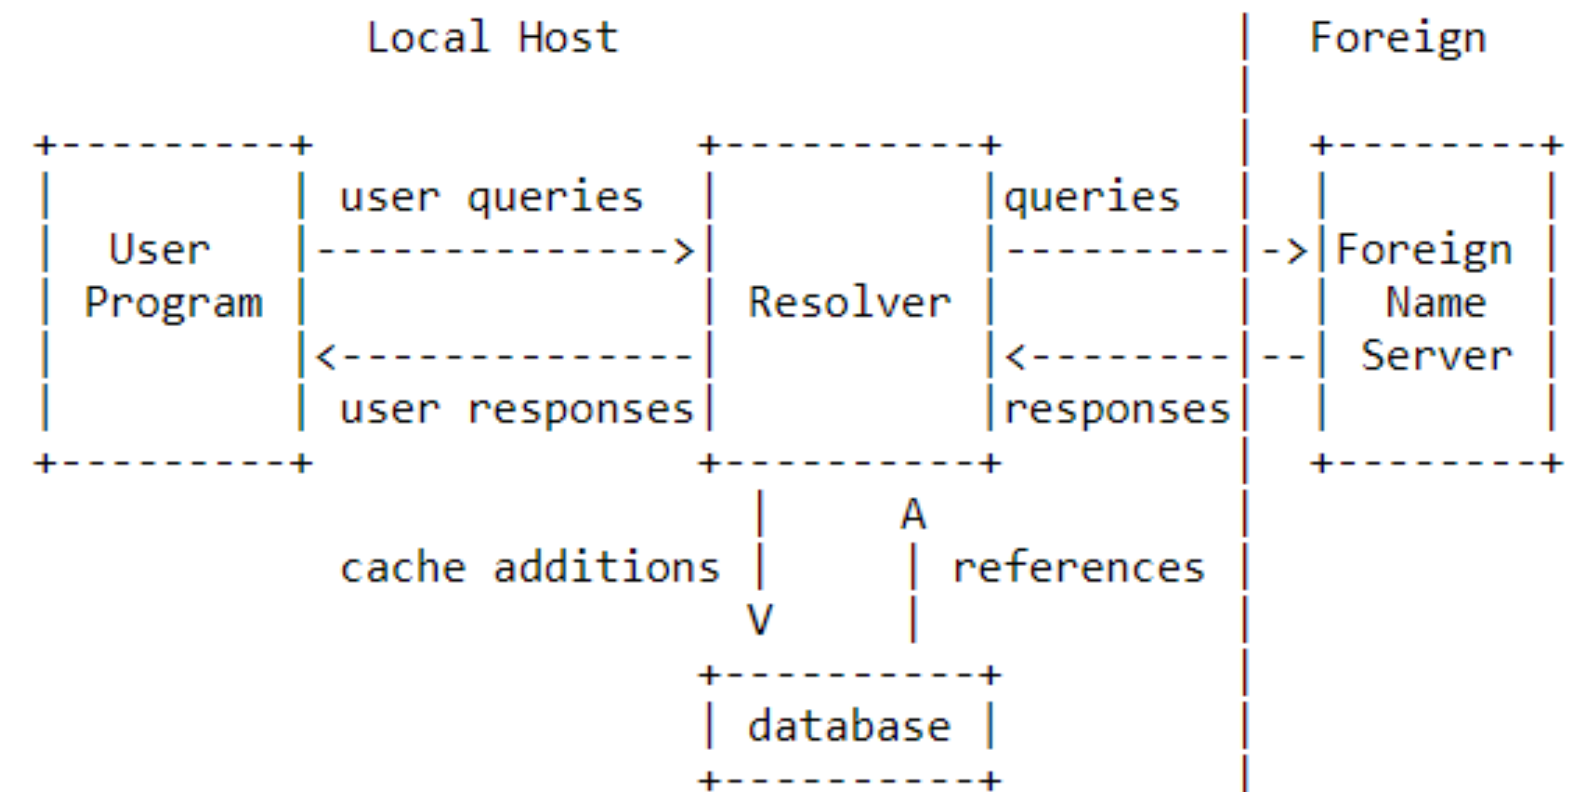 Local Host                        |  Foreign
                                                            |
+---------+                               +----------+      |  +--------+
|         | user queries  |          |queries  |  |        |
|  User   |-------------->|          |---------|->|Foreign |
| Program |               | Resolver |         |  |  Name  |
|         |<--------------|          |<--------|--| Server |
|         | user responses|          |responses|  |        |
+---------+               +----------+         |  +--------+
                            |     A            |
            cache additions |     | references |
                            V     |            |
                          +----------+         |
                          | database |         |
                          +----------+         |